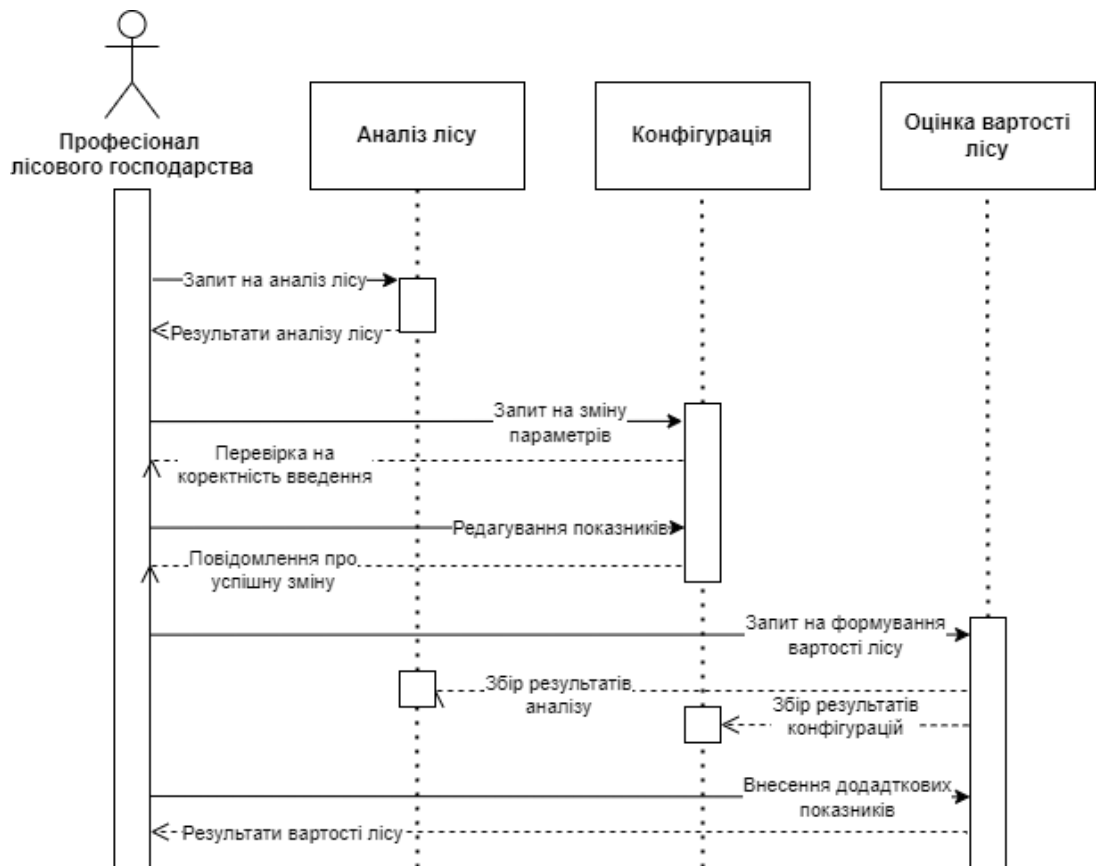 Професіонал
лісового господарства
Аналіз лісу
Конфігурація
Оцінка вартості
лісу
Запит на аналіз лісу
Результати аналізу лісу
Запит на зміну
параметрів
Перевірка на
коректність введення
Редагування показників
Повідомлення про
успішну зміну
Запит на формування
вартості лісу
Збір результатів
аналізу
Збір результатів
конфігурацій
Внесення додадткових
показників
Результати вартості лісу